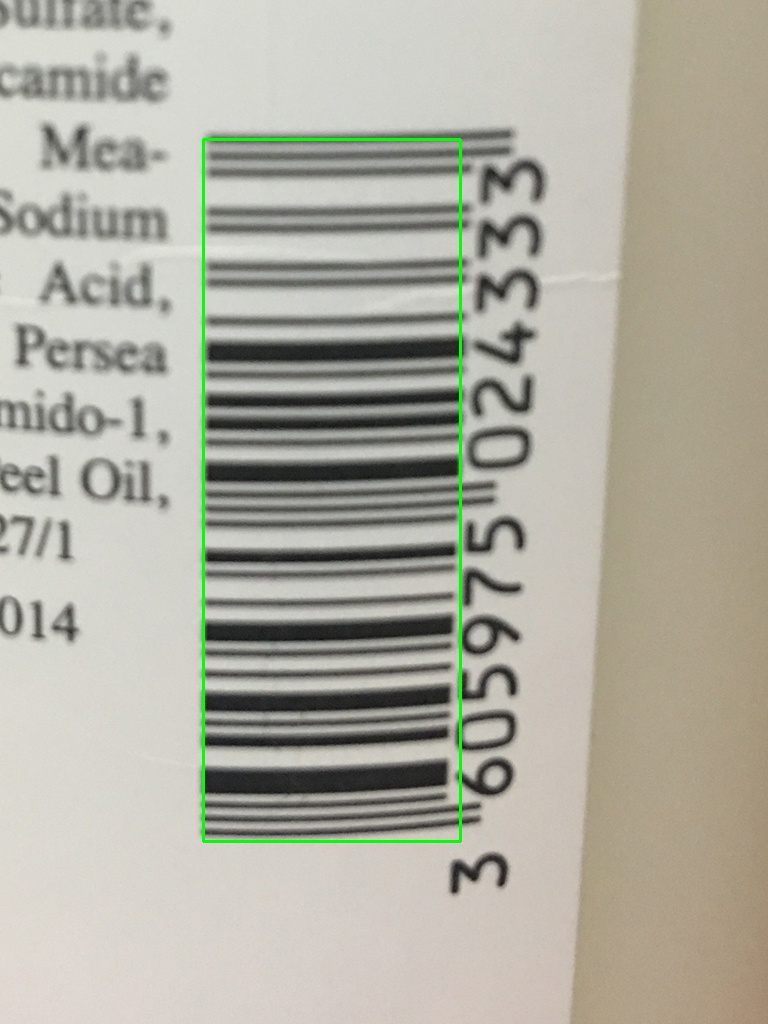 Sulfate,
camide
Mea-
Sodium
Acid,
Persea
mido-1,
eel Oil,
27/1
014
3 605975 024333